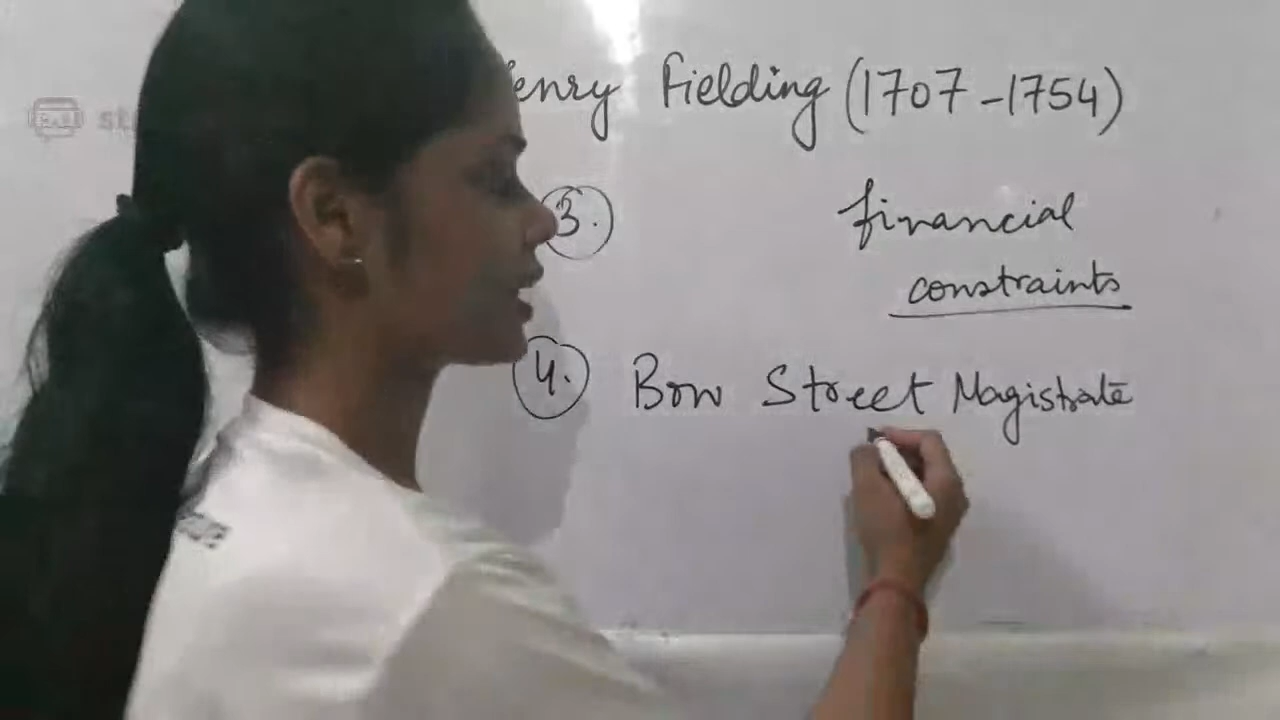 enry Fielding (1707-1754)
3. financial
constraints
4. Bow Street Magistrate